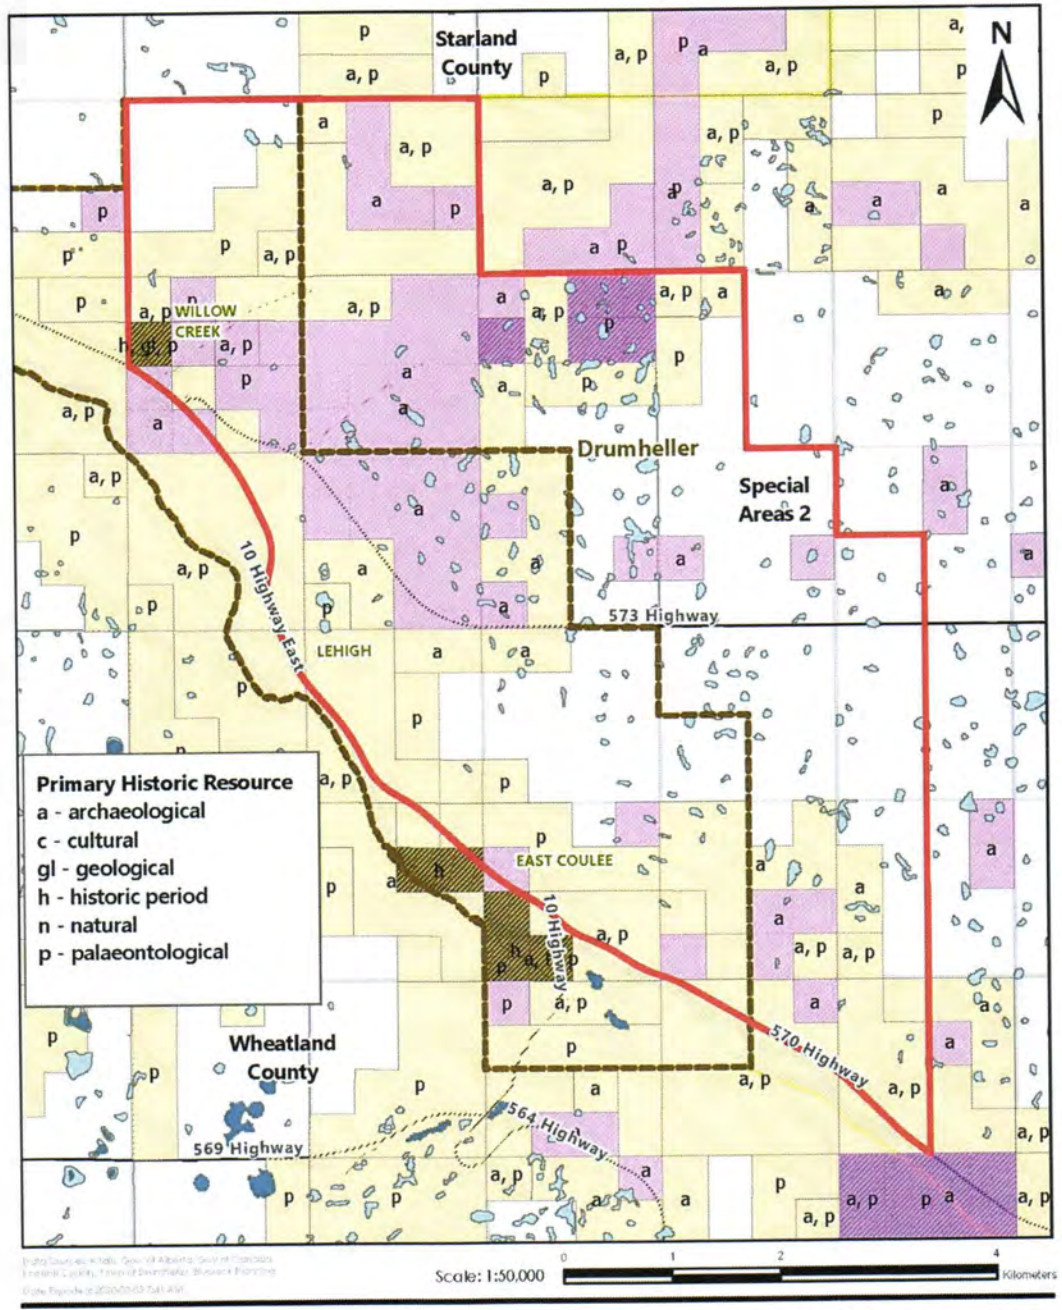 p
Starland
County
a, p
p
a, p
p
a
a, p
a,
p
N
p
a
a, p
a, p
a, p
a
p
p
a
a, p
p
a
p
a
a
a
a
p
p
a, p
a p
p
a, p
p
WILLOW
CREEK
a, p
a
a, p
p
a, p
a
a
h, gl, p
a, p
p
a
a
p
p
a, p
a
a
Drumheller
a, p
a
Special
Areas 2
a
p
a, p
10 Highway East
a
a
a
a
p
p
a
573 Highway
LEHIGH
a
a
p
p
p
a, p
p
Primary Historic Resource
a - archaeological
c - cultural
gl - geological
h - historic period
n - natural
p - palaeontological
p
EAST COULEE
a
a
h
a
p
a
a
10 Highway
a, p
h
p
a,
p
a, p
a, p
p
a, p
a
a
p
Wheatland
County
p
a
570 Highway
p
p
a
a, p
a, p
564 Highway
569 Highway
a, p
a, p
a
p
p
p
a
a
a, p
a, p
p
a
a, p
Scale: 1:50,000
0
1
2
4
Kilometers